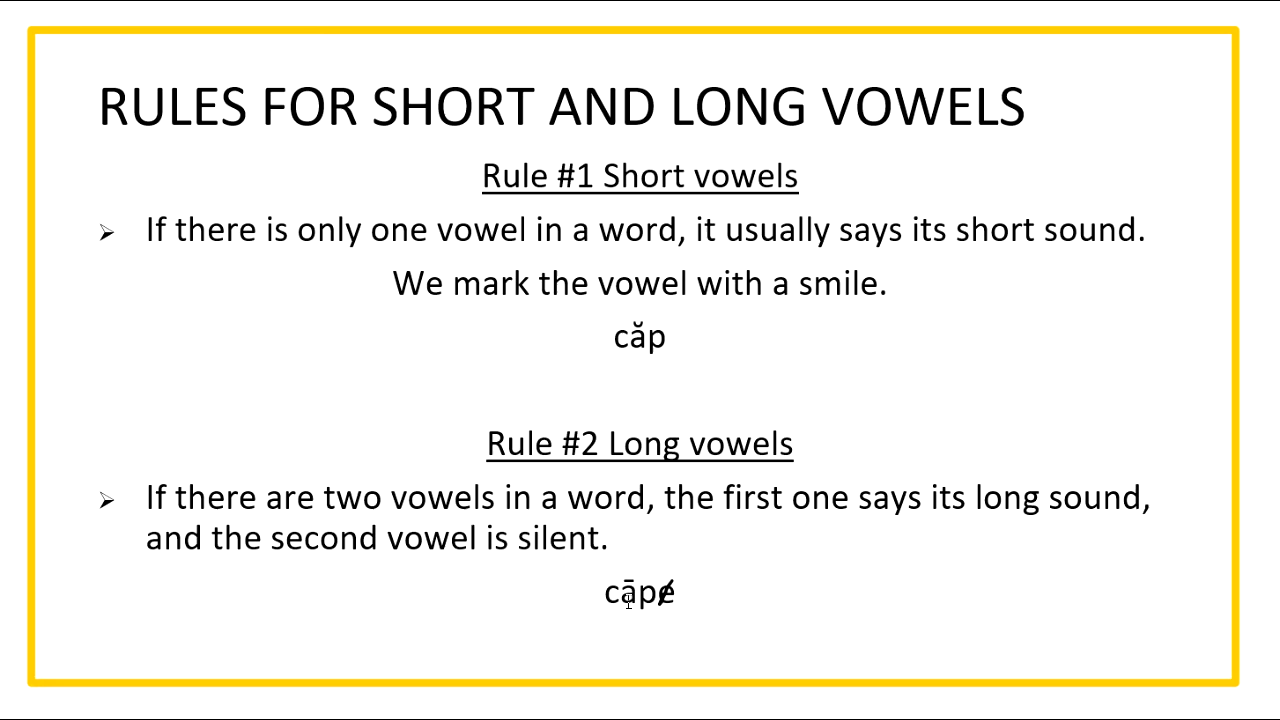 RULES FOR SHORT AND LONG VOWELS
Rule #1 Short vowels
➢ If there is only one vowel in a word, it usually says its short sound.
We mark the vowel with a smile.
căp
Rule #2 Long vowels
➢ If there are two vowels in a word, the first one says its long sound,
and the second vowel is silent.
cāpe̸